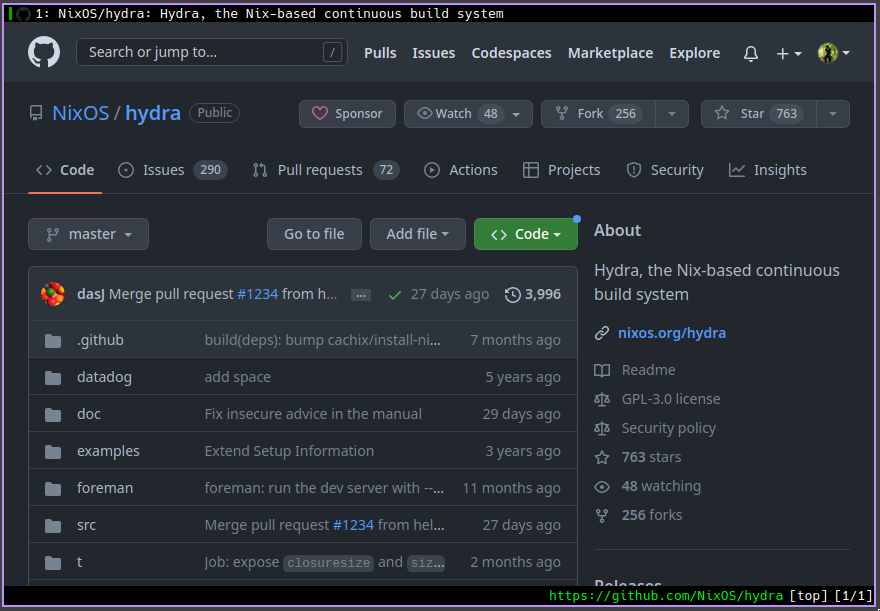 1: NixOS/hydra: Hydra, the Nix-based continuous build system
Search or jump to... / Pulls Issues Codespaces Marketplace Explore
NixOS / hydra Public Sponsor Watch 48 Fork 256 Star 763
Code Issues 290 Pull requests 72 Actions Projects Security Insights
master Go to file Add file Code
dasJ Merge pull request #1234 from h... ... 27 days ago 3,996
.github build(deps): bump cachix/install-ni... 7 months ago
datadog add space 5 years ago
doc Fix insecure advice in the manual 29 days ago
examples Extend Setup Information 3 years ago
foreman foreman: run the dev server with --... 11 months ago
src Merge pull request #1234 from hel... 27 days ago
t Job: expose closuresize and siz... 2 months ago
About
Hydra, the Nix-based continuous
build system
nixos.org/hydra
Readme
GPL-3.0 license
Security policy
763 stars
48 watching
256 forks
Releases
https://github.com/NixOS/hydra [top] [1/1]